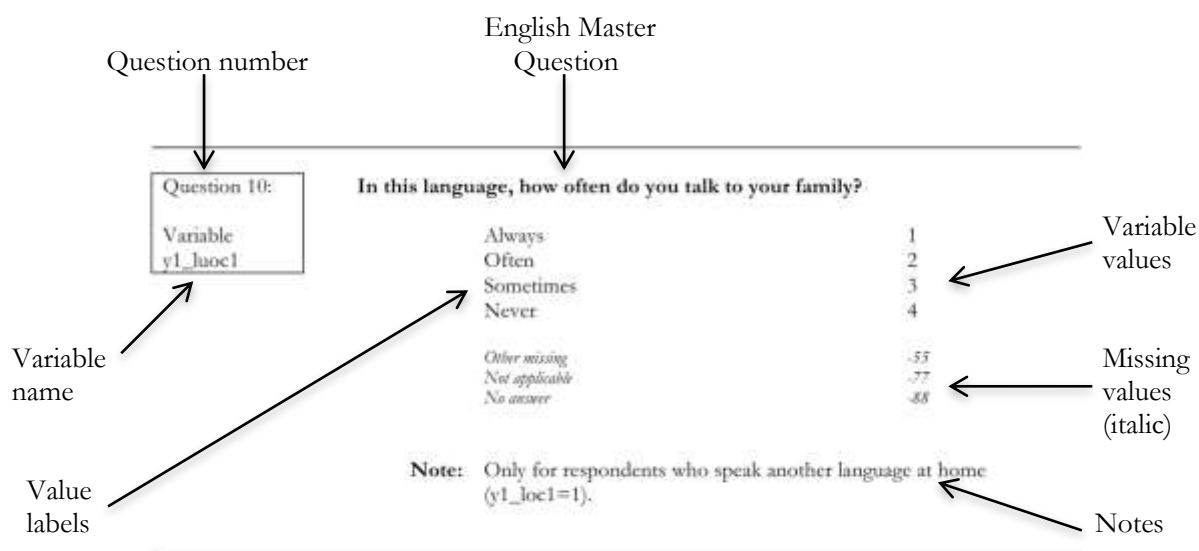 English Master
Question
Question number
Question 10:
In this language, how often do you talk to your family?
Variable
y1_luoc1
Always 1
Often 2
Sometimes 3
Never 4
Variable
values
Other missing -55
Not applicable -77
No answer -88
Missing
values
(italic)
Variable
name
Note: Only for respondents who speak another language at home
(y1_loc1=1).
Value
labels
Notes